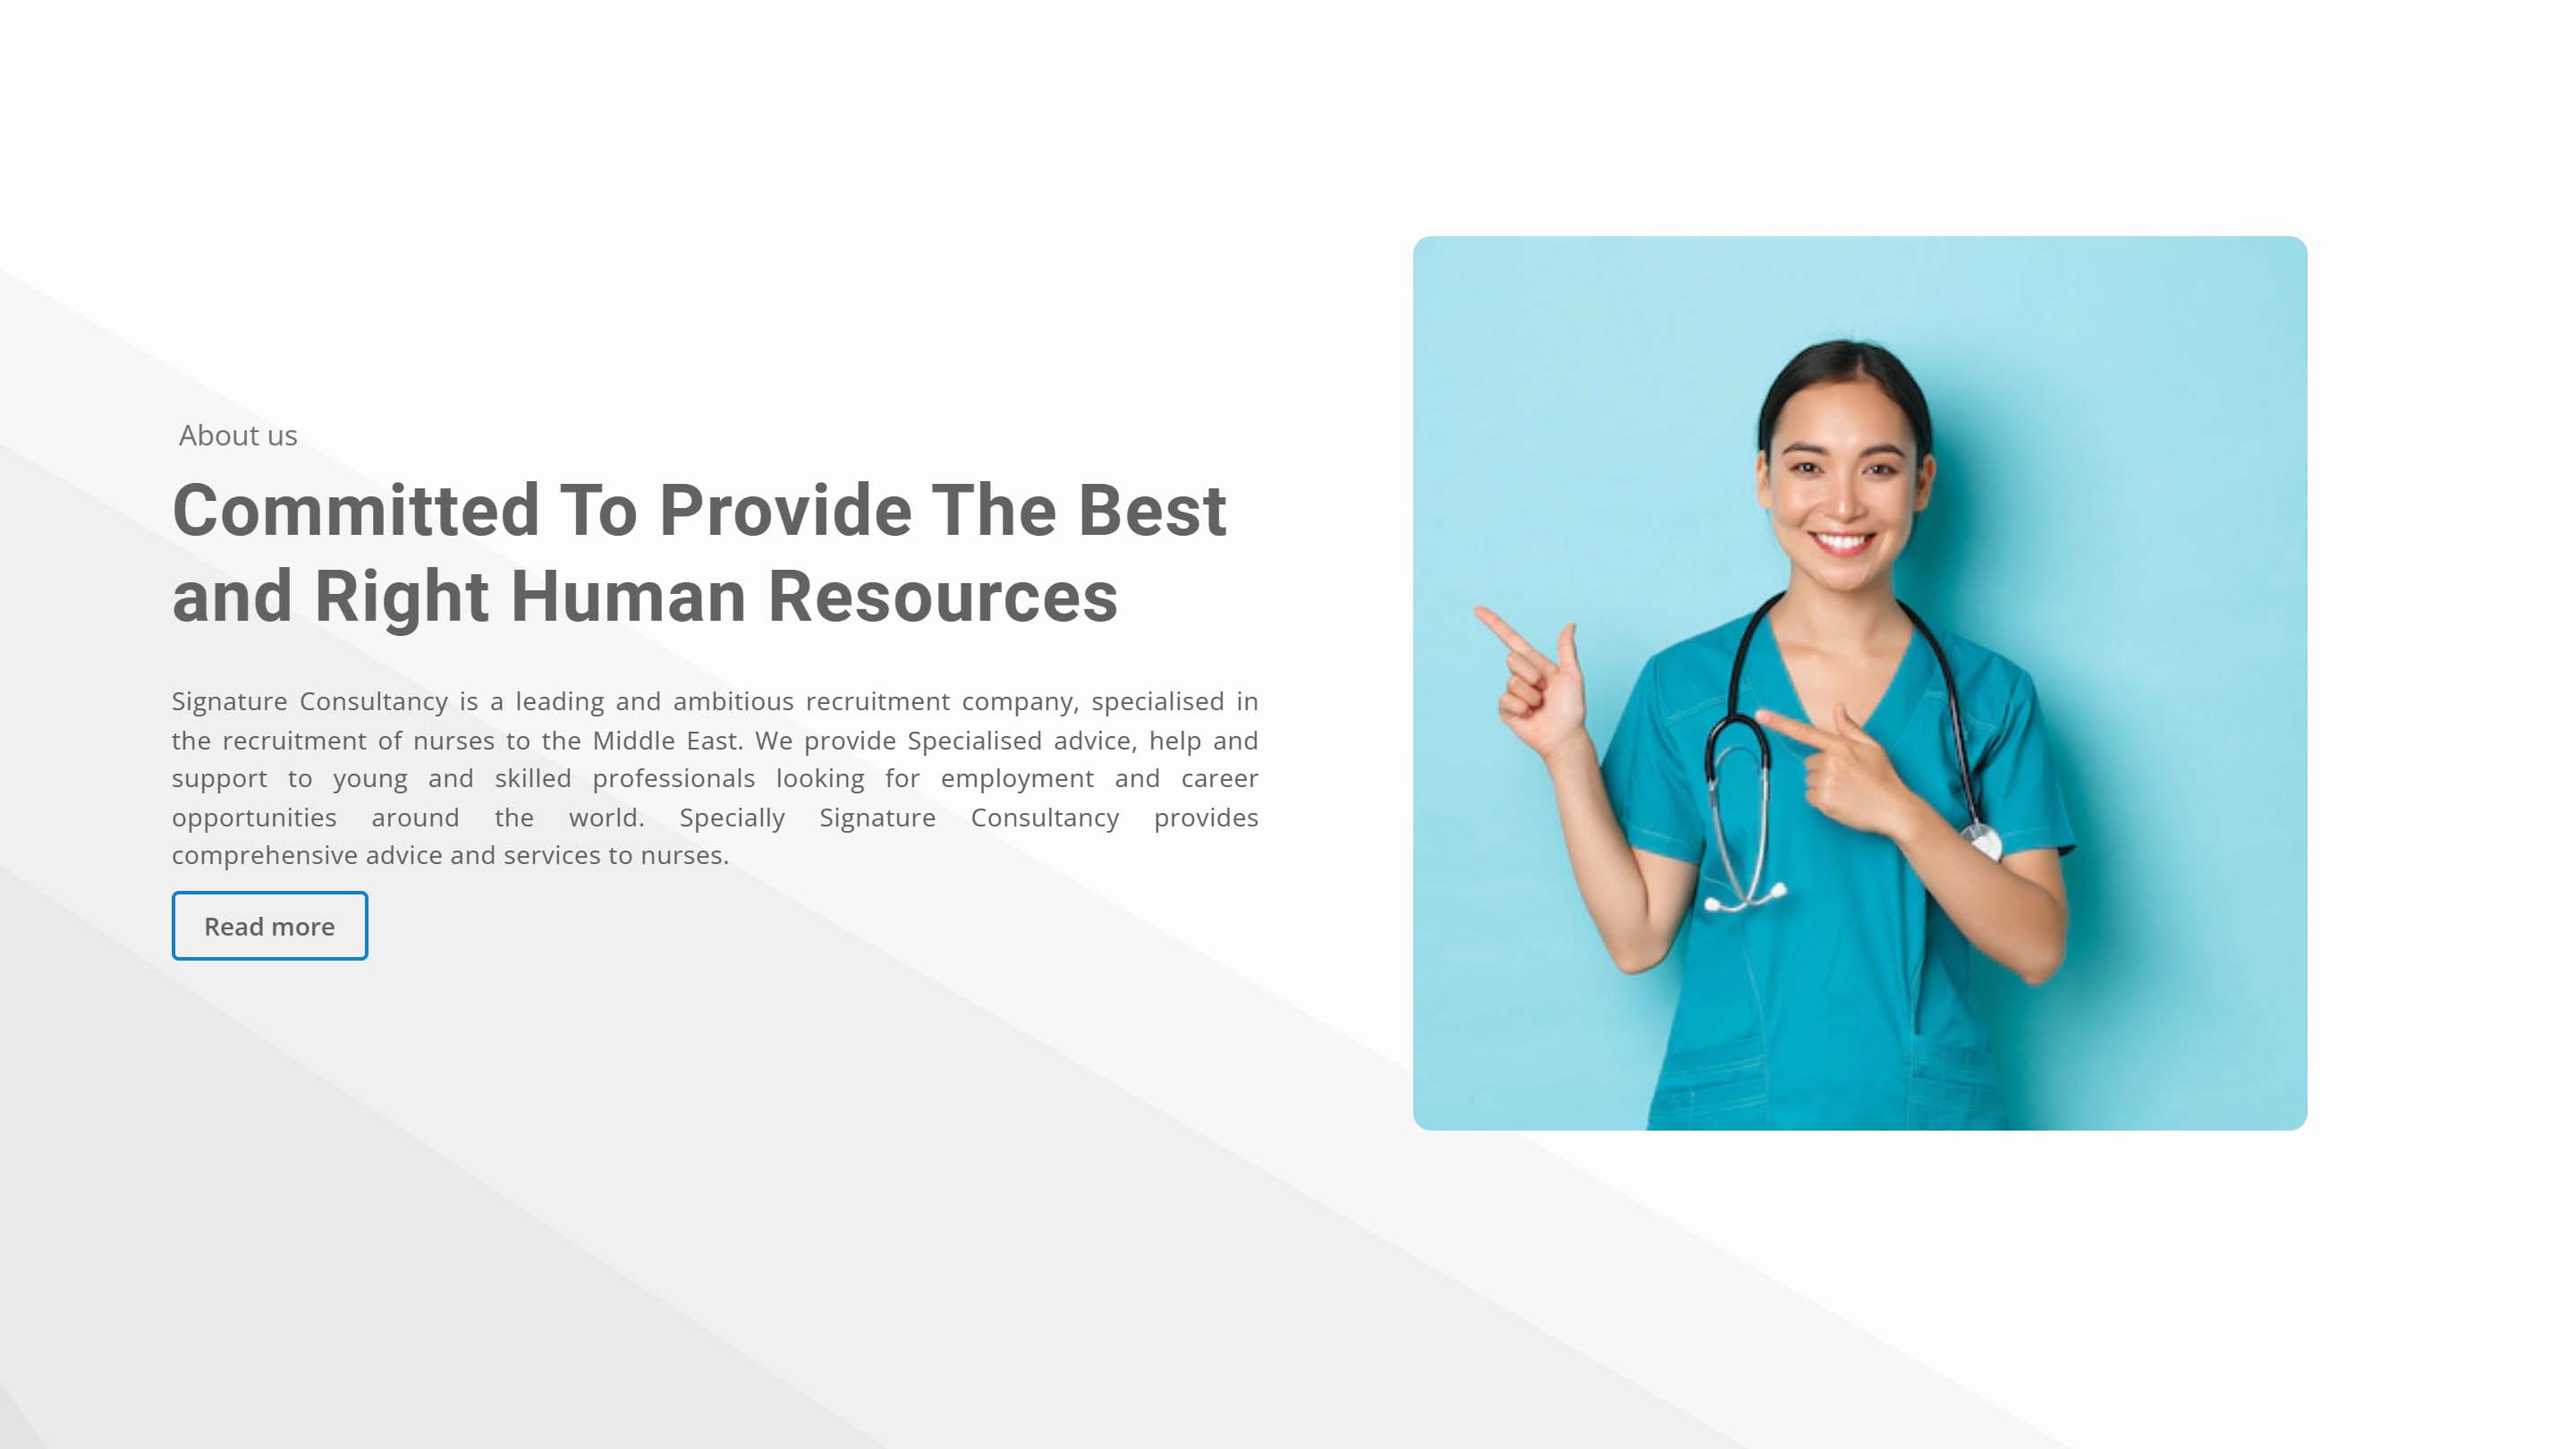 About us
Committed To Provide The Best
and Right Human Resources
Signature Consultancy is a leading and ambitious recruitment company, specialised in
the recruitment of nurses to the Middle East. We provide Specialised advice, help and
support to young and skilled professionals looking for employment and career
opportunities around the world. Specially Signature Consultancy provides
comprehensive advice and services to nurses.
Read more